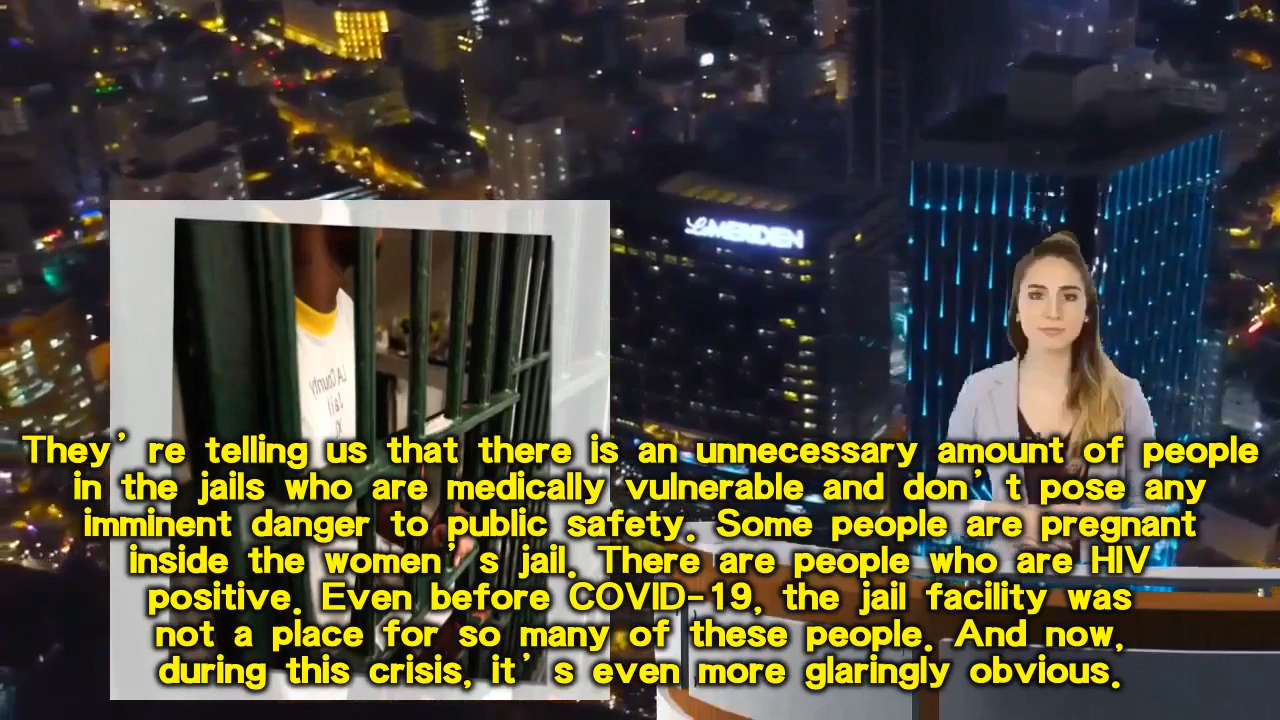 Le MERIDIEN
LA County
Jail
They’re telling us that there is an unnecessary amount of people
in the jails who are medically vulnerable and don’t pose any
imminent danger to public safety. Some people are pregnant
inside the women’s jail. There are people who are HIV
positive. Even before COVID-19, the jail facility was
not a place for so many of these people. And now,
during this crisis, it’s even more glaringly obvious.